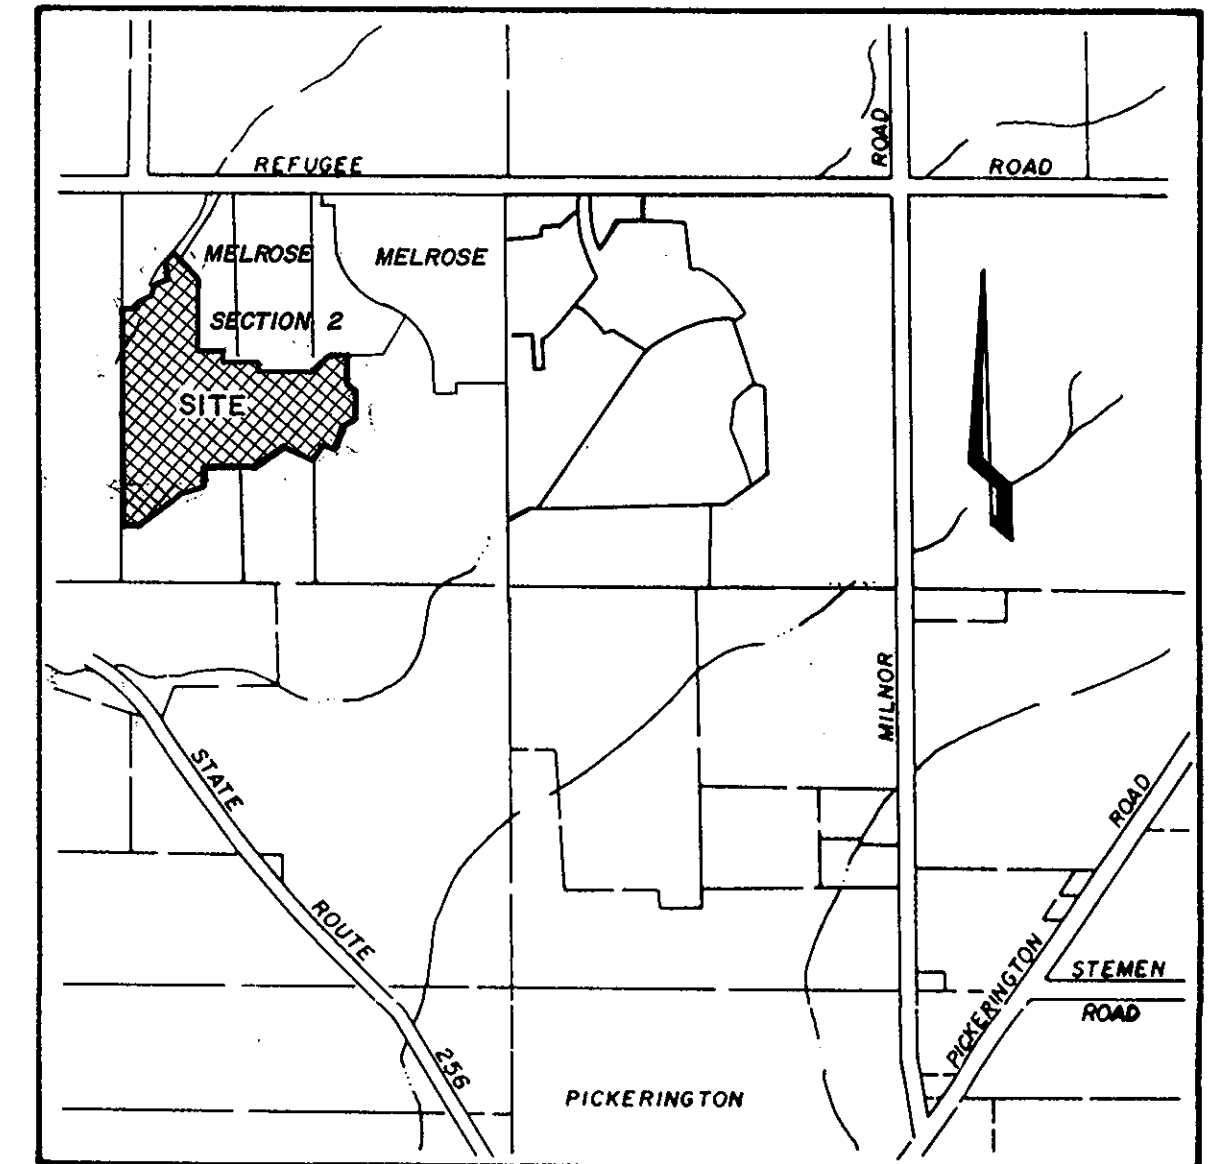 ROAD
REFUGEE
ROAD
MELROSE
MELROSE
SECTION 2
SITE
MILNOR
STATE
ROAD
ROUTE
PICKERINGTON
STEMEN
ROAD
256
PICKERINGTON